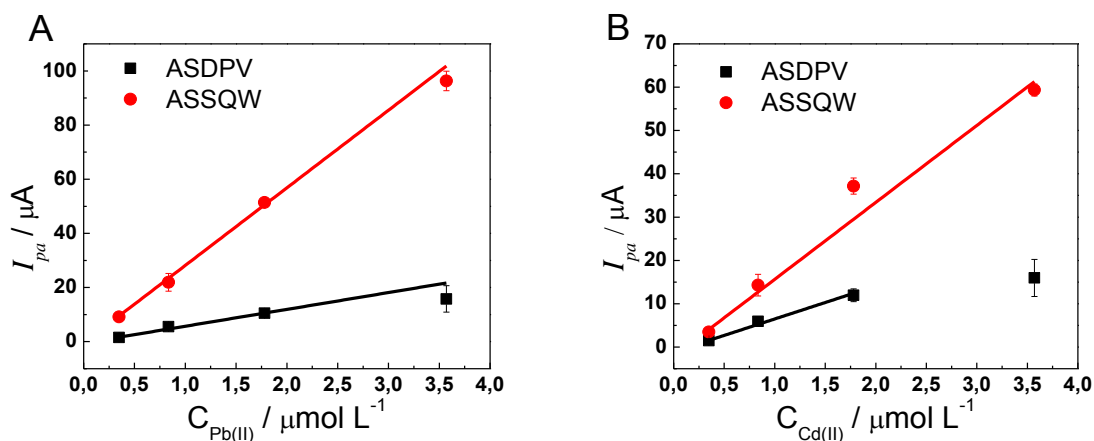 A
100
80
60
40
20
0
I_pa / μA
ASDPV
ASSQW
0,0 0,5 1,0 1,5 2,0 2,5 3,0 3,5 4,0
C_Pb(II) / μmol L⁻¹
B
70
60
50
40
30
20
10
0
I_pa / μA
ASDPV
ASSQW
0,0 0,5 1,0 1,5 2,0 2,5 3,0 3,5 4,0
C_Cd(II) / μmol L⁻¹